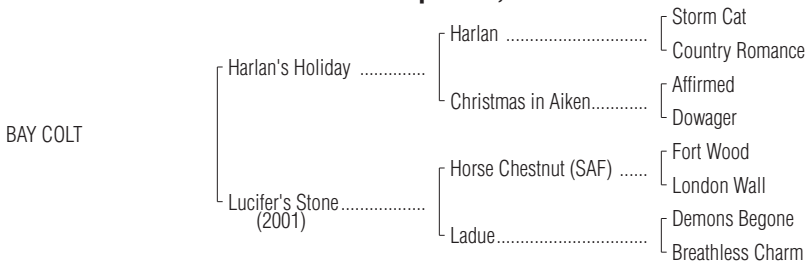 Storm Cat
Harlan ..............................
Country Romance
Harlan's Holiday ..............
Affirmed
Christmas in Aiken............
Dowager
BAY COLT
Fort Wood
Horse Chestnut (SAF) ......
London Wall
Lucifer's Stone..................
(2001)
Demons Begone
Ladue................................
Breathless Charm